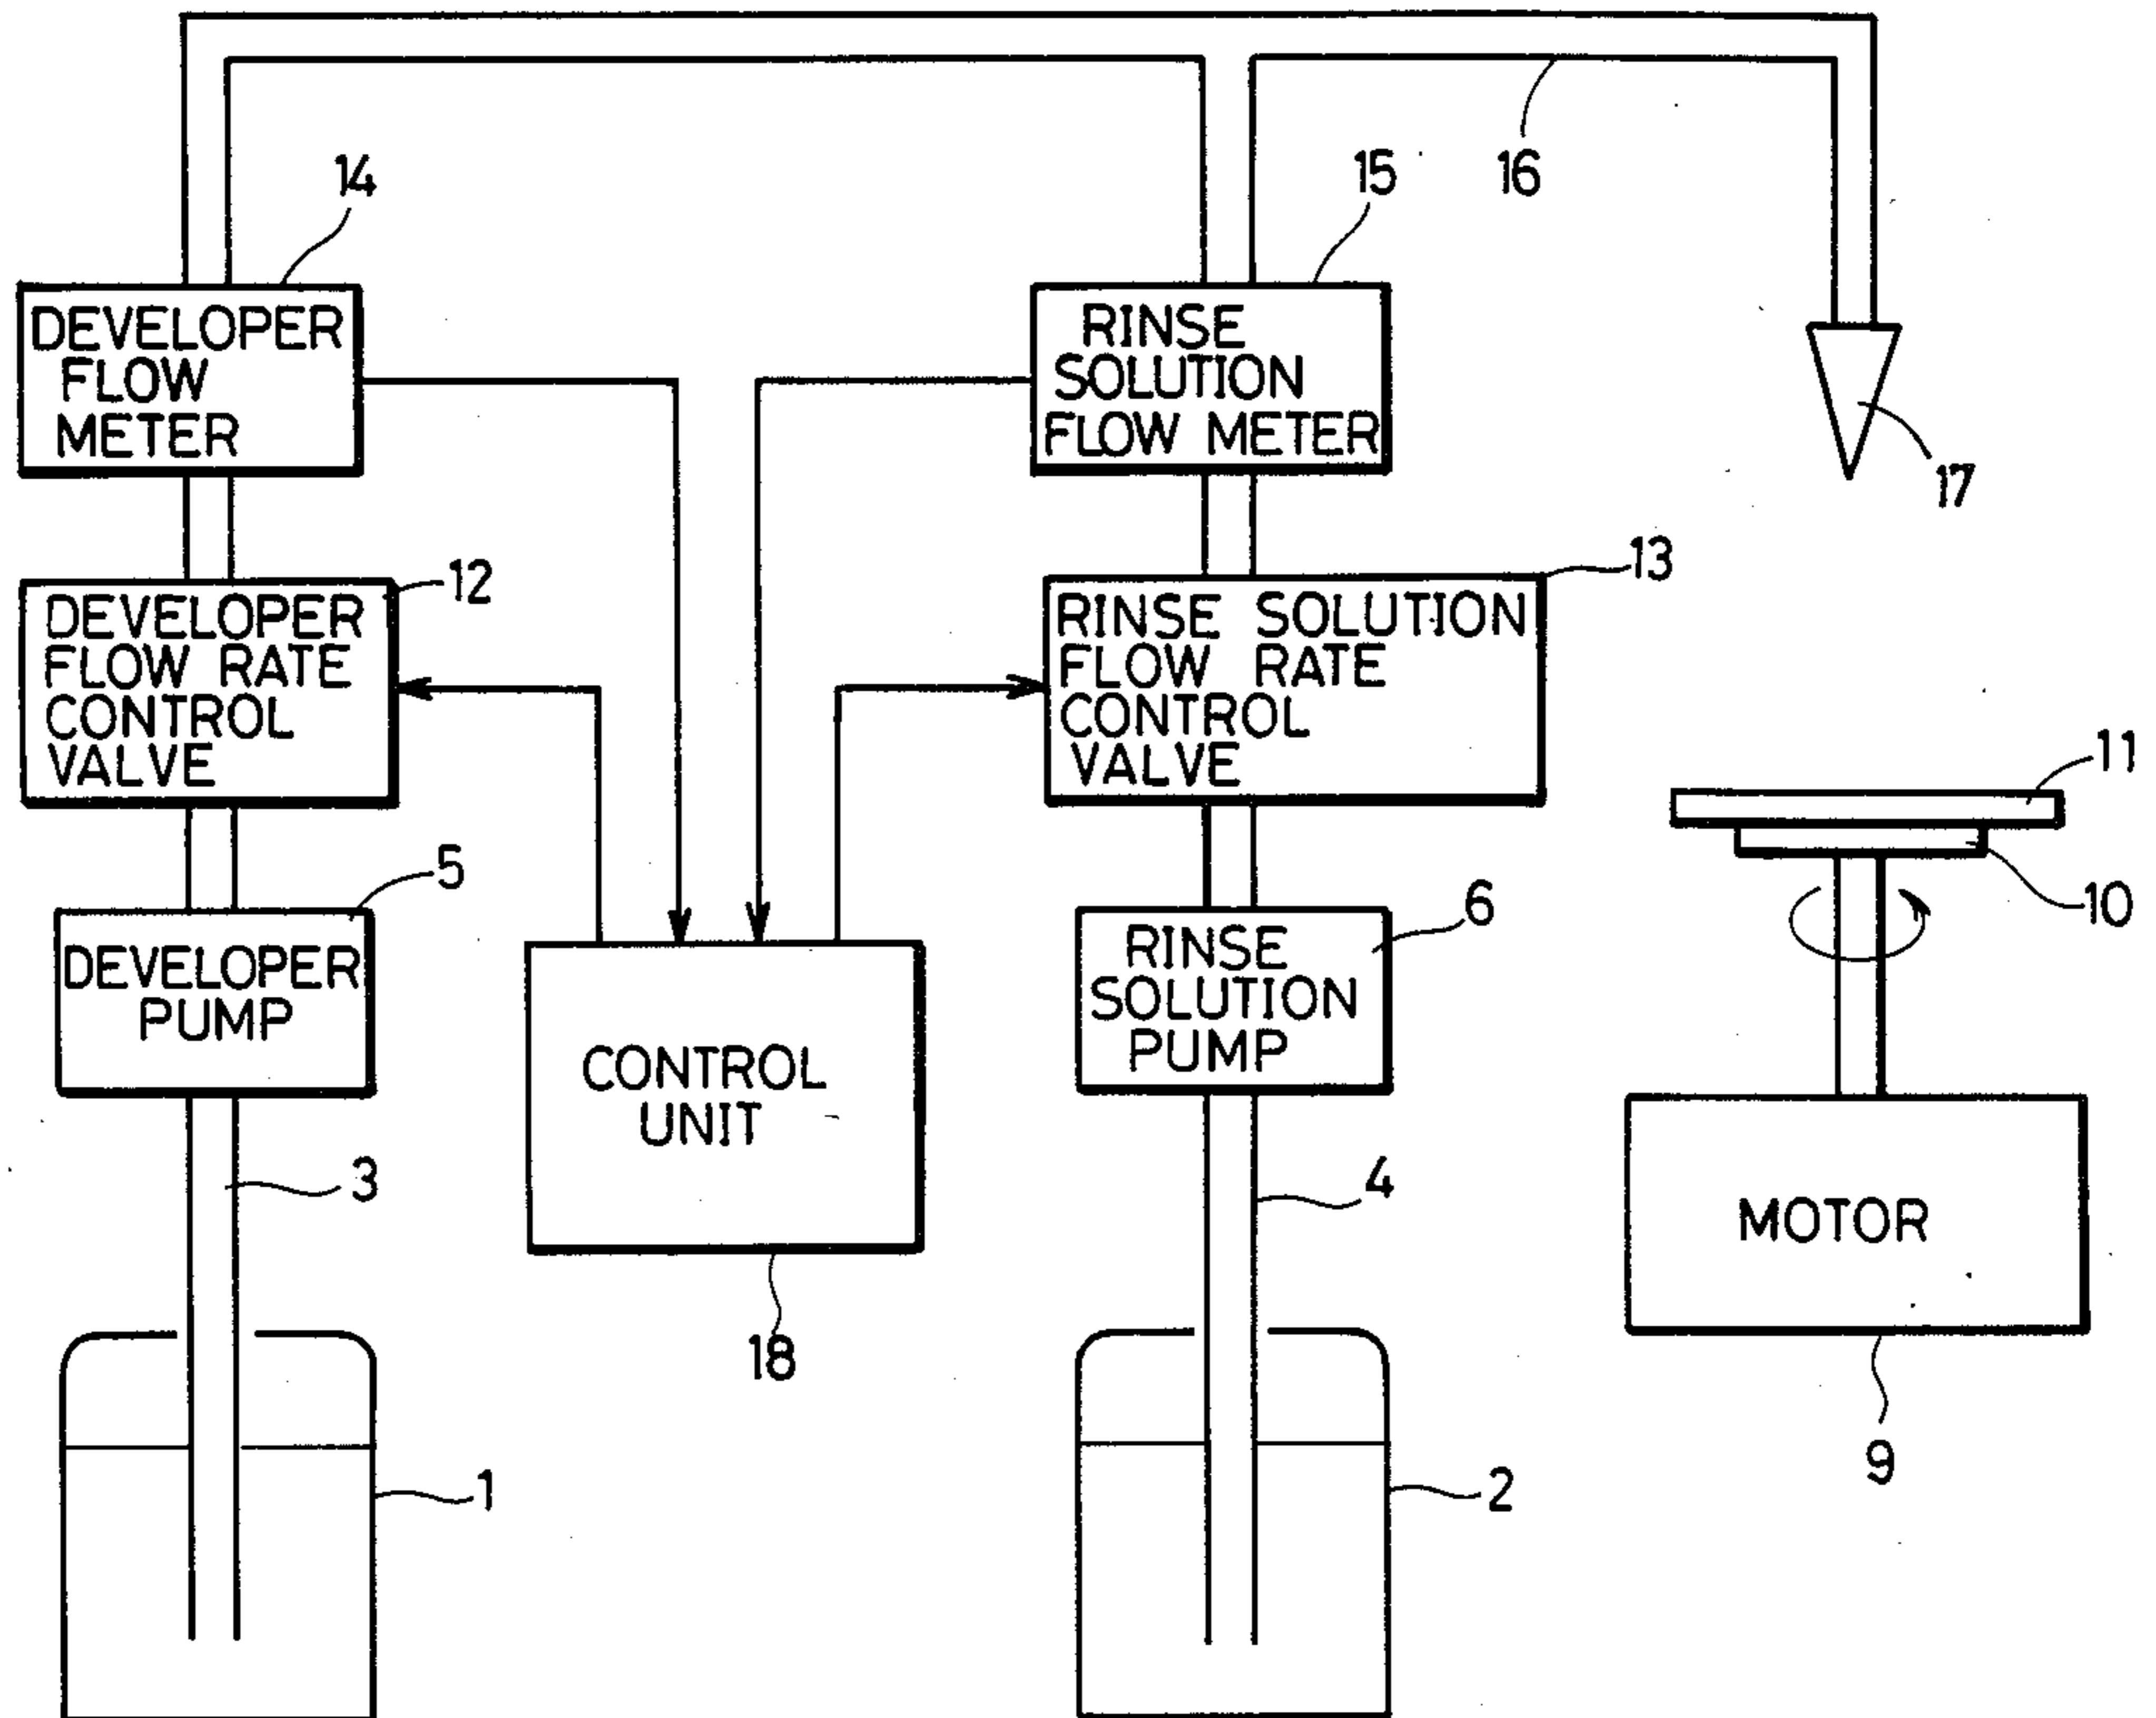 14
15
16
DEVELOPER
FLOW
METER
RINSE
SOLUTION
FLOW METER
17
12
13
DEVELOPER
FLOW RATE
CONTROL
VALVE
RINSE SOLUTION
FLOW RATE
CONTROL
VALVE
11
5
6
10
DEVELOPER
PUMP
RINSE
SOLUTION
PUMP
CONTROL
UNIT
3
4
MOTOR
18
9
1
2